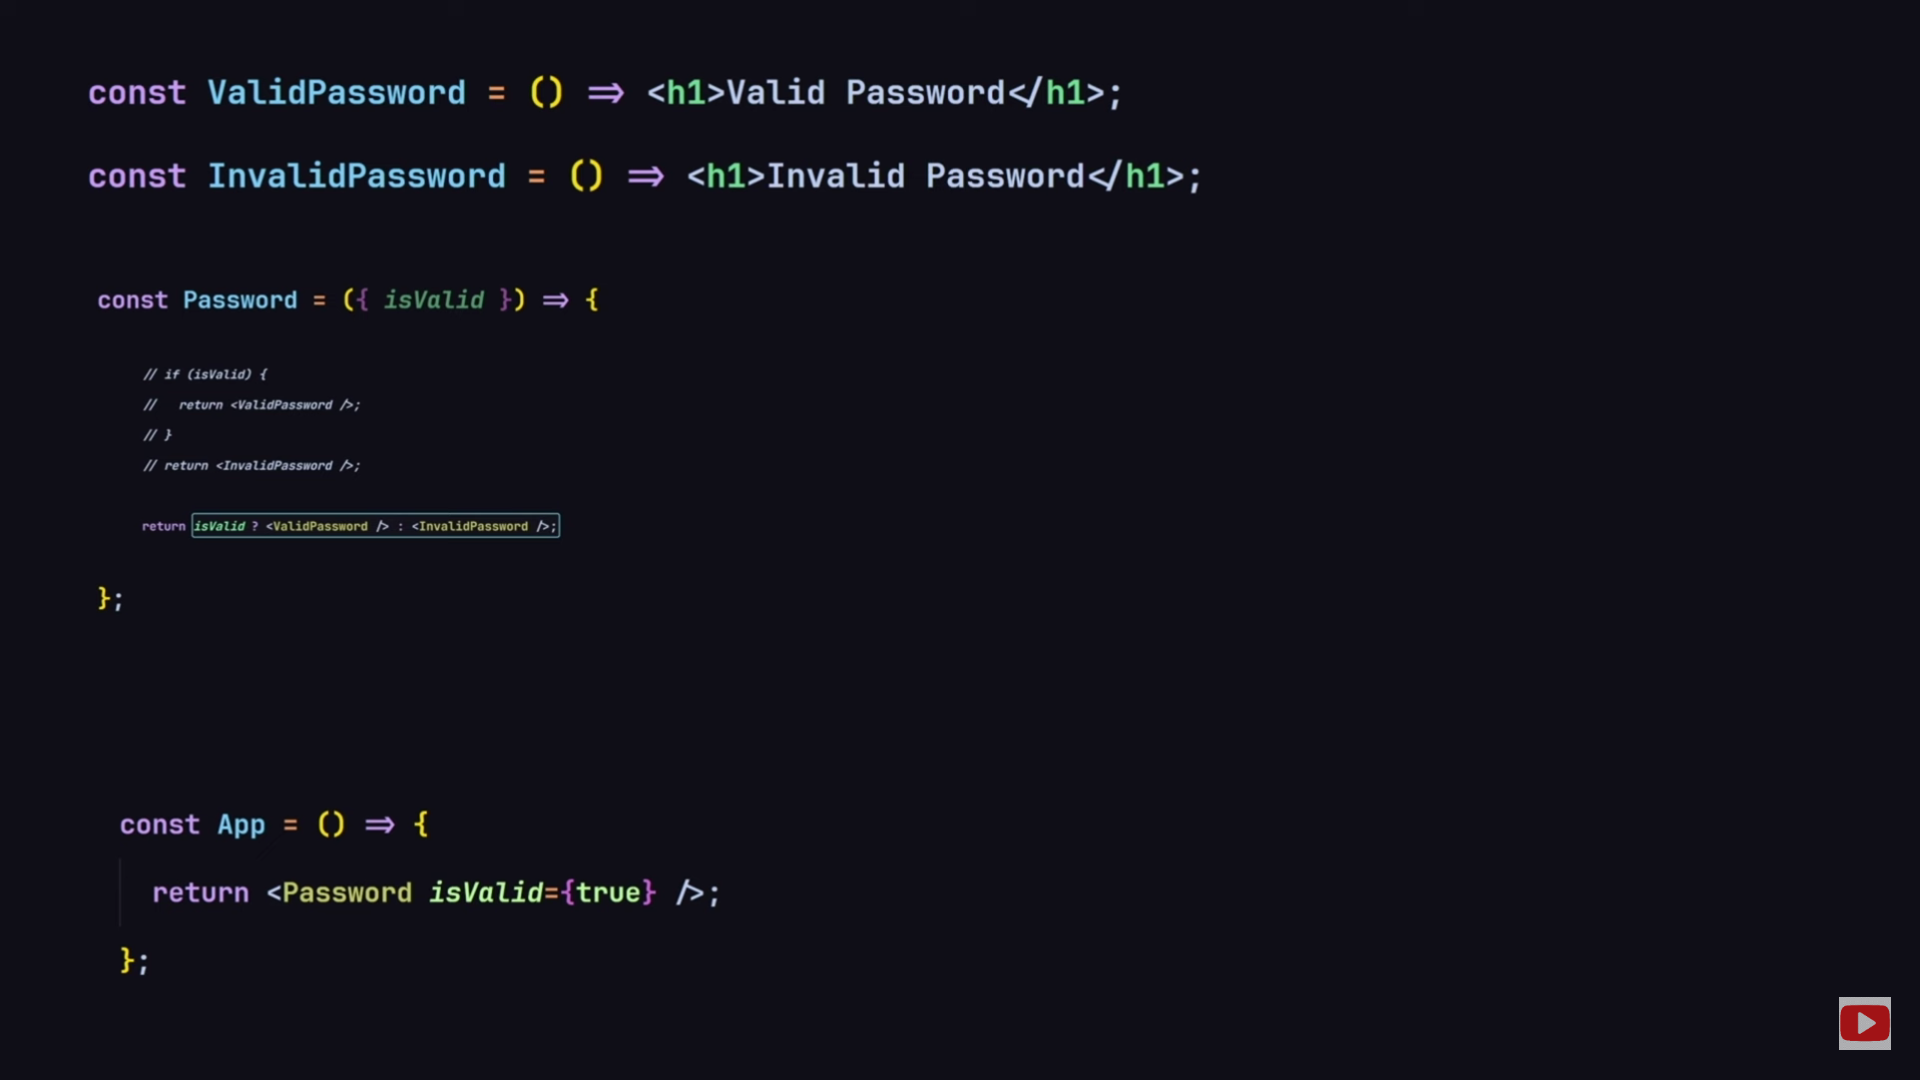 const ValidPassword = () => <h1>Valid Password</h1>;
const InvalidPassword = () => <h1>Invalid Password</h1>;
const Password = ({ isValid }) => {
// if (isValid) {
//   return <ValidPassword />;
// }
// return <InvalidPassword />;
return isValid ? <ValidPassword /> : <InvalidPassword />;
};
const App = () => {
return <Password isValid={true} />;
};